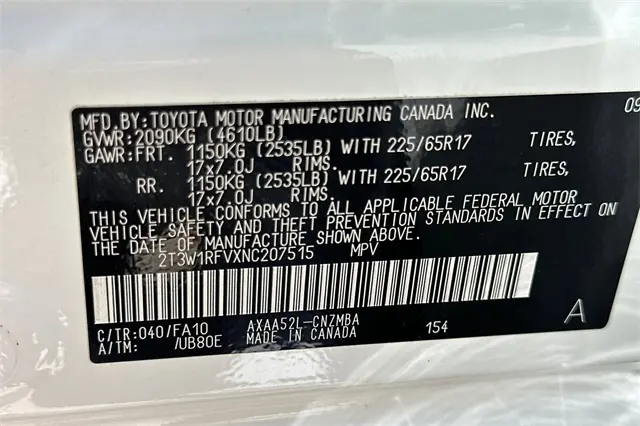 MFD.BY:TOYOTA MOTOR MANUFACTURING CANADA INC. 09
GVWR:2090KG (4610LB)
GAWR:FRT. 1150KG (2535LB) WITH 225/65R17 TIRES,
17x7.0J RIMS.
RR. 1150KG (2535LB) WITH 225/65R17 TIRES,
17x7.0J RIMS.
THIS VEHICLE CONFORMS TO ALL APPLICABLE FEDERAL MOTOR
VEHICLE SAFETY AND THEFT PREVENTION STANDARDS IN EFFECT ON
THE DATE OF MANUFACTURE SHOWN ABOVE.
2T3W1RFVXNC207515 MPV
C/TR:040/FA10 AXAA52L-CNZMBA 154 A
A/TM: /UB80E MADE IN CANADA